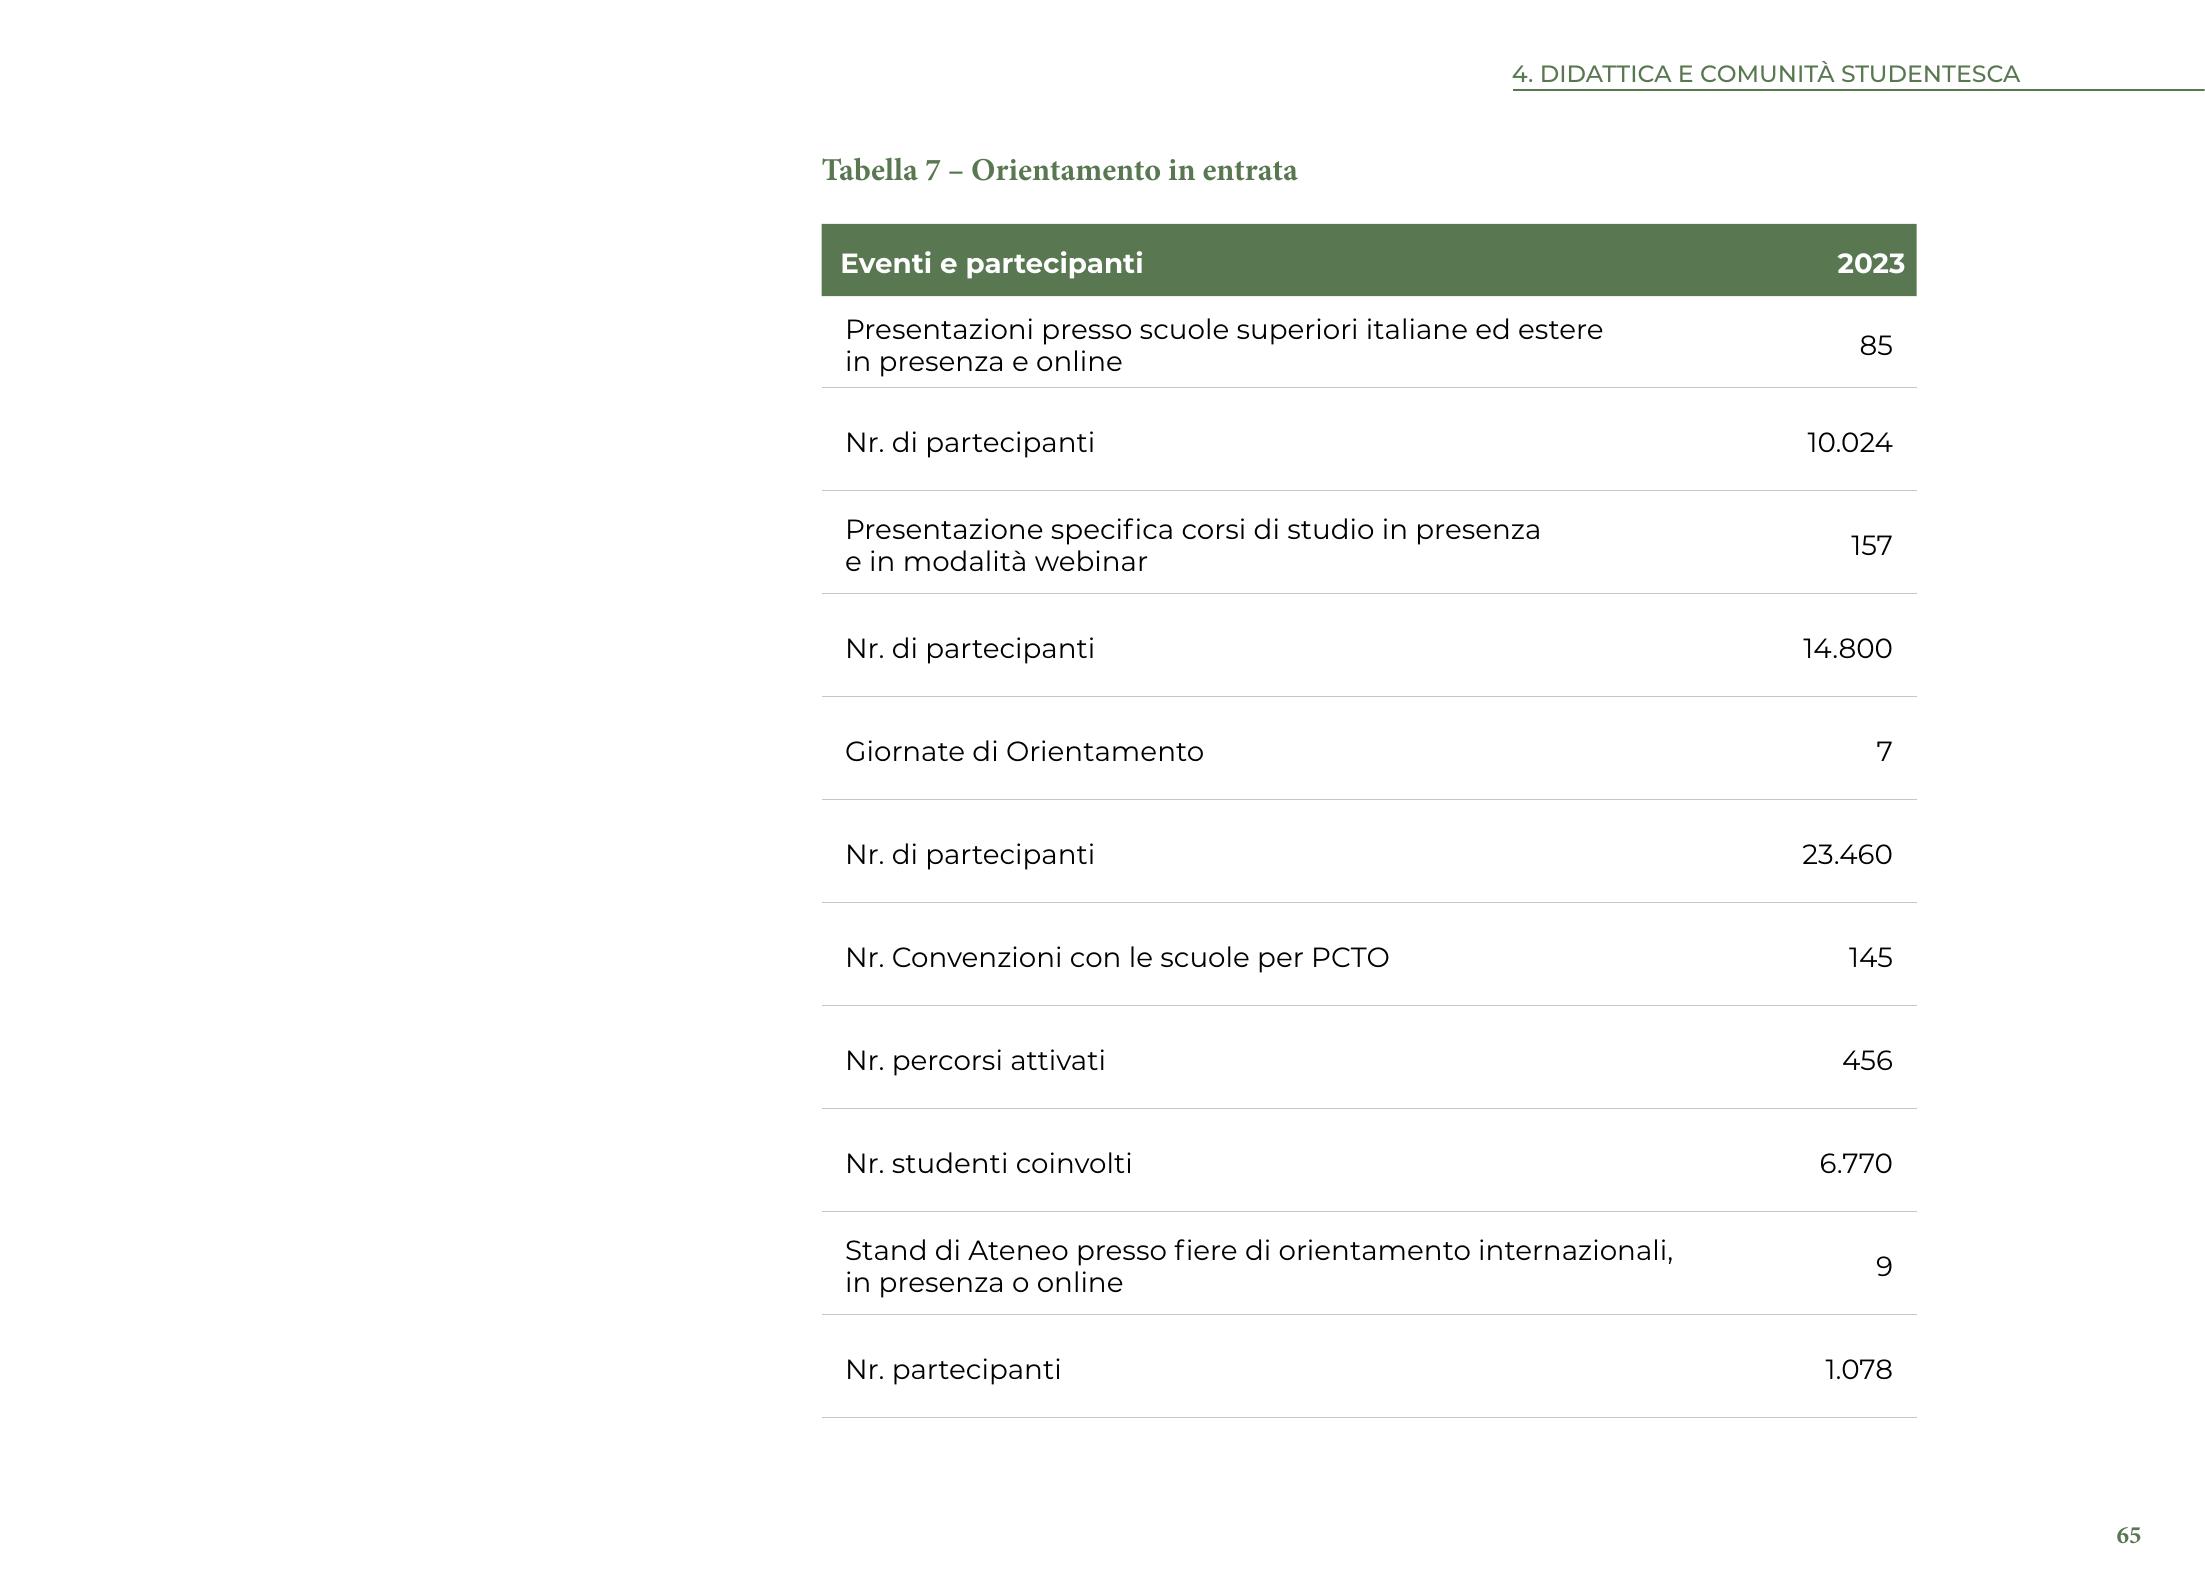 4. DIDATTICA E COMUNITÀ STUDENTESCA
Tabella 7 – Orientamento in entrata
Eventi e partecipanti 2023
Presentazioni presso scuole superiori italiane ed estere
in presenza e online 85
Nr. di partecipanti 10.024
Presentazione specifica corsi di studio in presenza
e in modalità webinar 157
Nr. di partecipanti 14.800
Giornate di Orientamento 7
Nr. di partecipanti 23.460
Nr. Convenzioni con le scuole per PCTO 145
Nr. percorsi attivati 456
Nr. studenti coinvolti 6.770
Stand di Ateneo presso fiere di orientamento internazionali,
in presenza o online 9
Nr. partecipanti 1.078
65